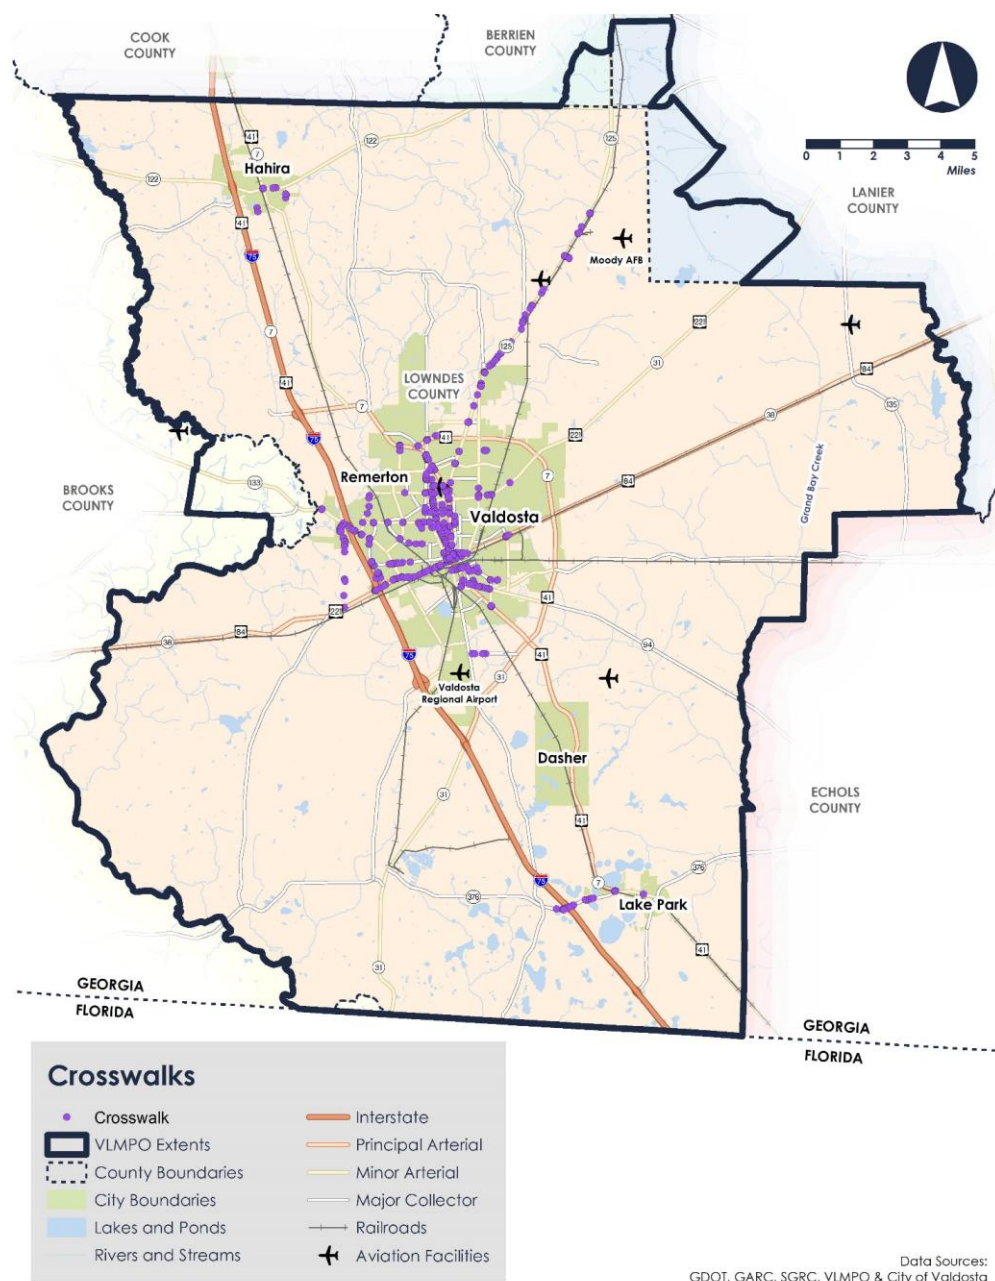 COOK
COUNTY
BERRIEN
COUNTY
0 1 2 3 4 5
Miles
41
125
7
122
Hahira
122
LANIER
COUNTY
41
Moody AFB
75
221
7
125
31
84
LOWNDES
COUNTY
41
135
7
38
41
221
75
Remerton
7
133
84
BROOKS
COUNTY
Grand Bay Creek
Valdosta
41
221
84
94
38
41
75
31
Valdosta
Regional Airport
Dasher
31
ECHOLS
COUNTY
41
376
75
7
376
Lake Park
41
31
GEORGIA
FLORIDA
GEORGIA
FLORIDA
Crosswalks
Crosswalk
VLMPO Extents
County Boundaries
City Boundaries
Lakes and Ponds
Rivers and Streams
Interstate
Principal Arterial
Minor Arterial
Major Collector
Railroads
Aviation Facilities
Data Sources:
GDOT, GARC, SGRC, VLMPO & City of Valdosta